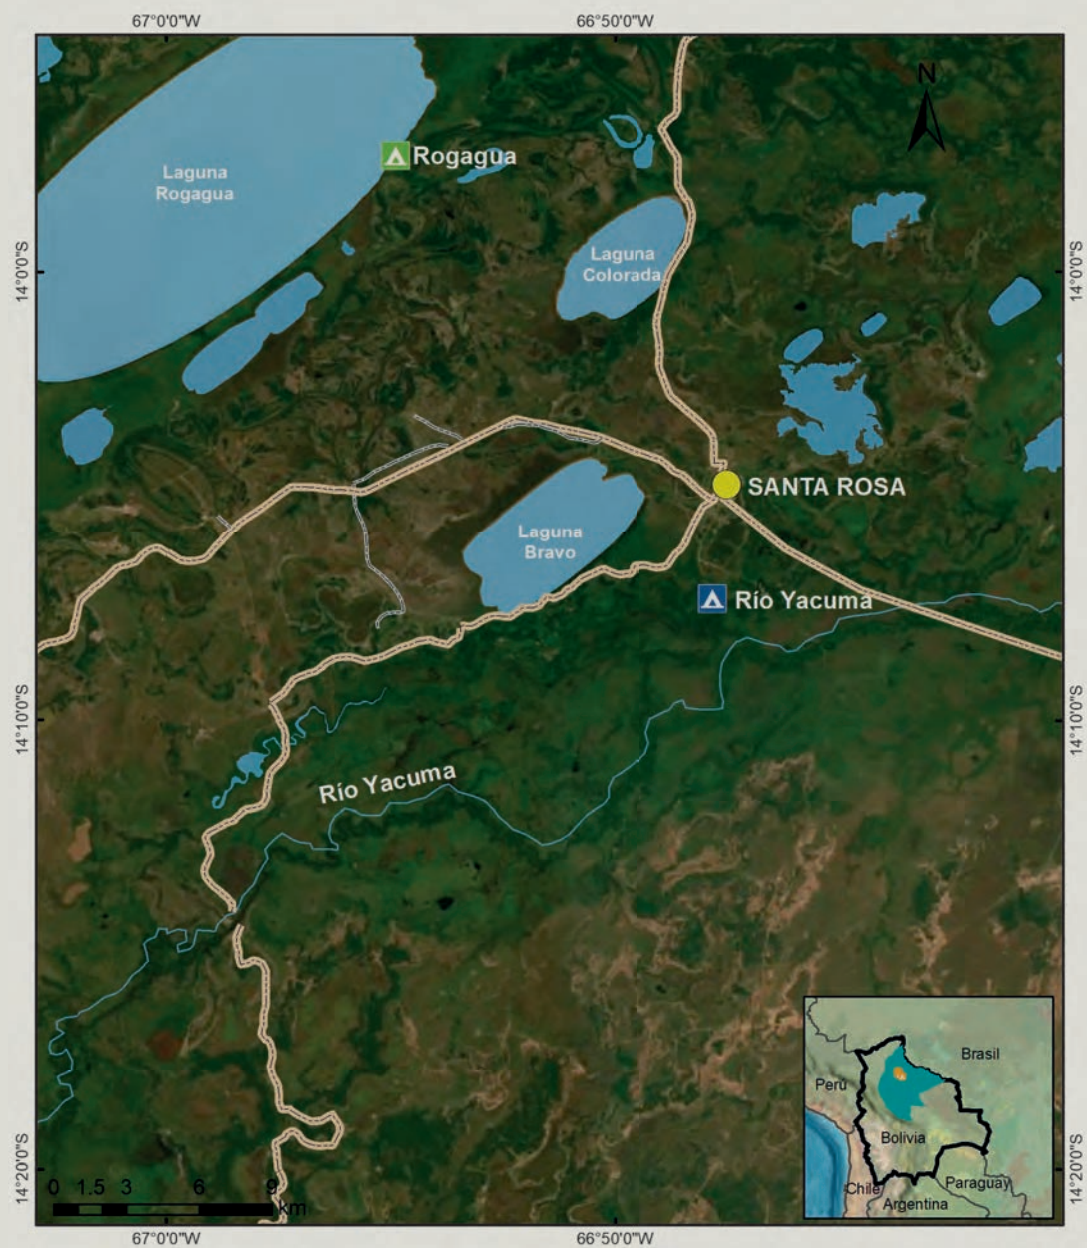 67°0'0"W
66°50'0"W
N
Rogagua
Laguna
Rogagua
Laguna
Colorada
14°0'0"S
14°0'0"S
SANTA ROSA
Laguna
Bravo
Río Yacuma
14°10'0"S
14°10'0"S
Río Yacuma
Brasil
Perú
Bolivia
Chile
Paraguay
Argentina
14°20'0"S
14°20'0"S
0 1.5 3 6 9
km
67°0'0"W
66°50'0"W